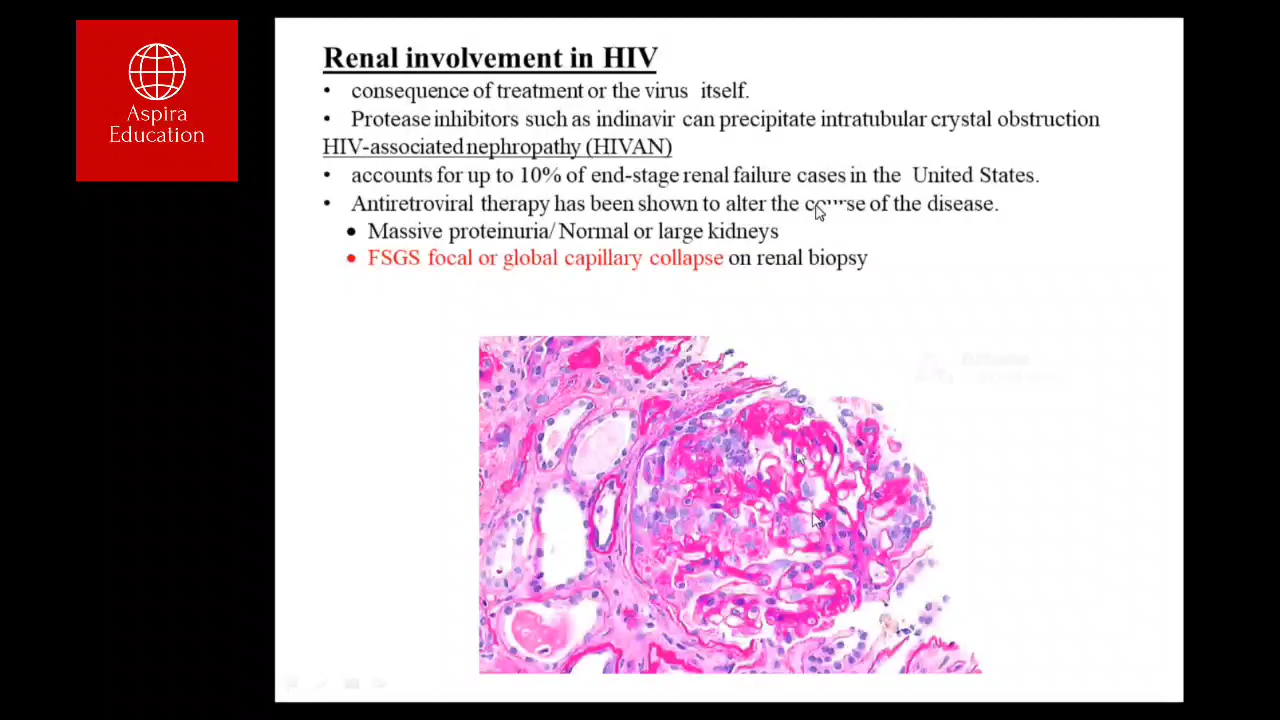 Aspira
Education
Renal involvement in HIV
• consequence of treatment or the virus itself.
• Protease inhibitors such as indinavir can precipitate intratubular crystal obstruction
HIV-associated nephropathy (HIVAN)
• accounts for up to 10% of end-stage renal failure cases in the United States.
• Antiretroviral therapy has been shown to alter the course of the disease.
• Massive proteinuria/ Normal or large kidneys
• FSGS focal or global capillary collapse on renal biopsy